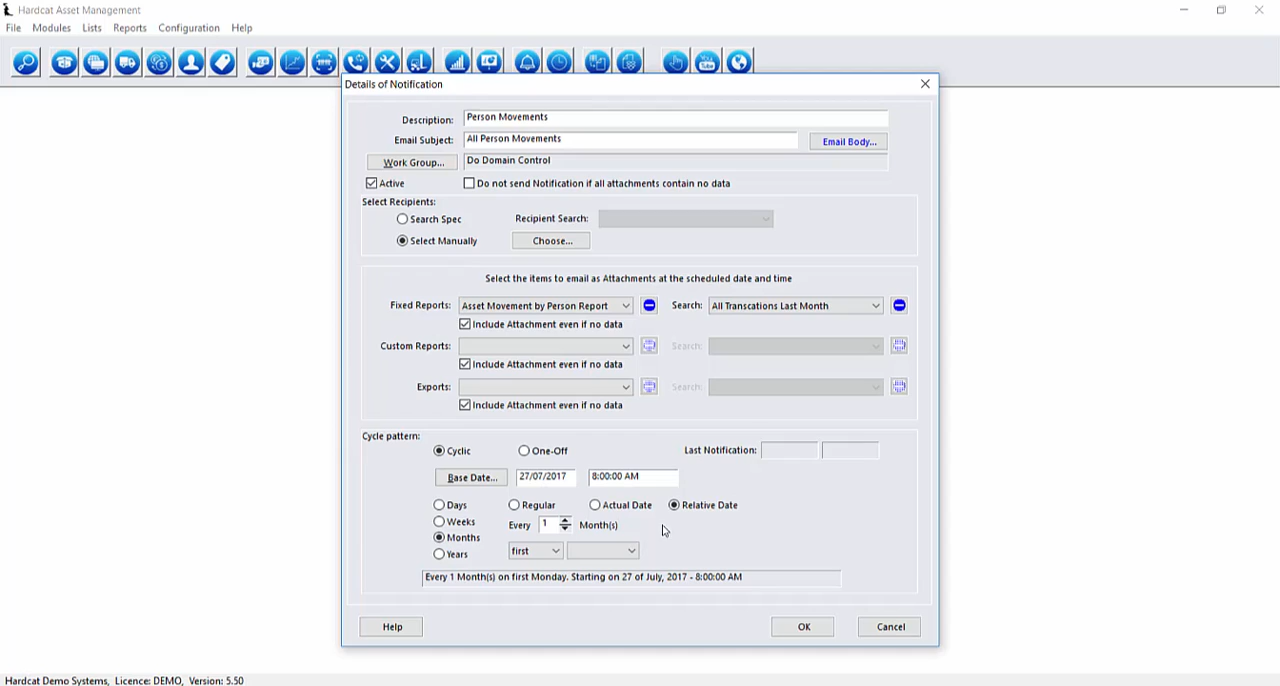 Hardcat Asset Management
File Modules Lists Reports Configuration Help
Details of Notification
Description: Person Movements
Email Subject: All Person Movements Email Body...
Work Group... Do Domain Control
Active Do not send Notification if all attachments contain no data
Select Recipients:
Search Spec Recipient Search:
Select Manually Choose...
Select the items to email as Attachments at the scheduled date and time
Fixed Reports: Asset Movement by Person Report Search: All Transcations Last Month
Include Attachment even if no data
Custom Reports: Search:
Include Attachment even if no data
Exports: Search:
Include Attachment even if no data
Cycle pattern:
Cyclic One-Off Last Notification:
Base Date... 27/07/2017 8:00:00 AM
Days Regular Actual Date Relative Date
Weeks Every 1 Month(s)
Months
Years first
Every 1 Month(s) on first Monday. Starting on 27 of July, 2017 - 8:00:00 AM
Help OK Cancel
Hardcat Demo Systems, Licence: DEMO, Version: 5.50